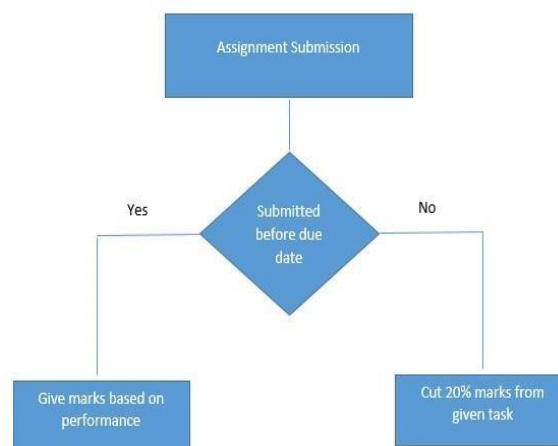 Assignment Submission
Yes
Submitted
before due
date
No
Give marks based on
performance
Cut 20% marks from
given task